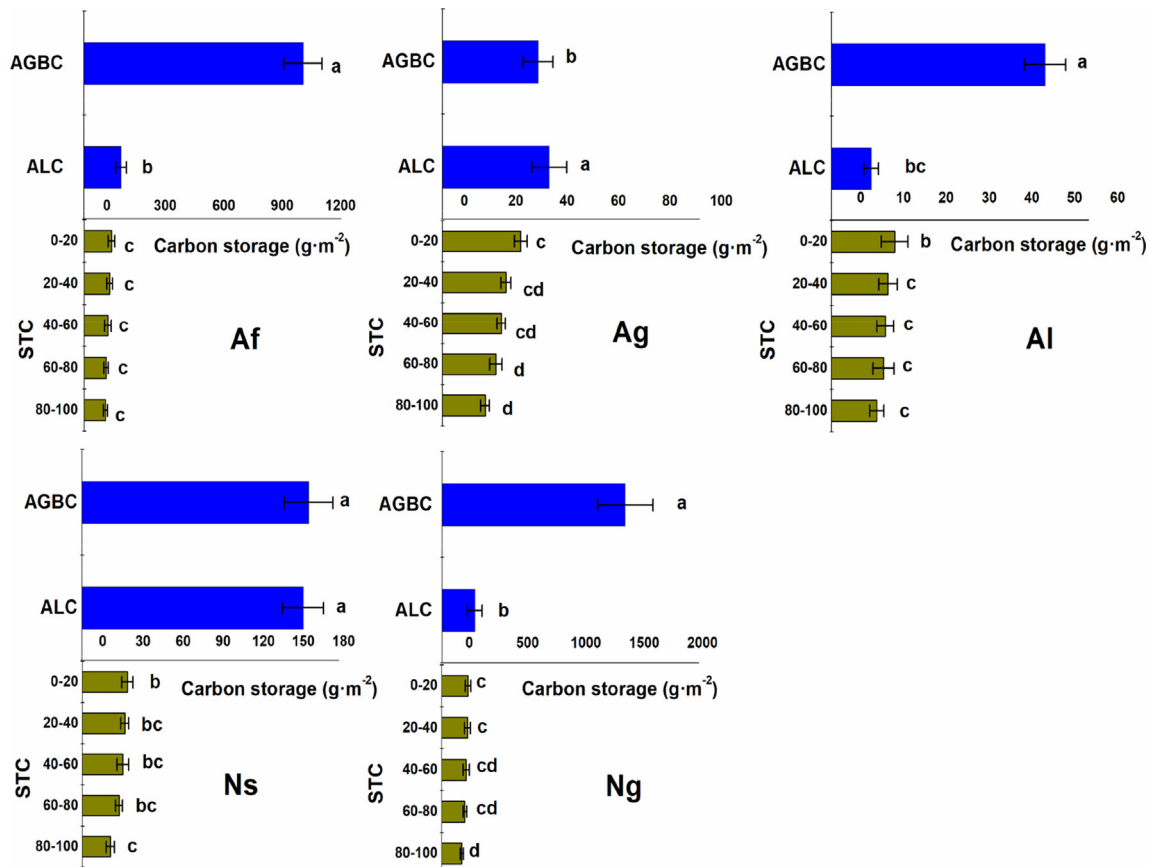 AGBC
a
ALC
b
0 300 600 900 1200
Carbon storage (g·m⁻²)
STC
0-20 c
20-40 c
40-60 c
60-80 c
80-100 c
Af
AGBC
b
ALC
a
0 20 40 60 80 100
Carbon storage (g·m⁻²)
STC
0-20 c
20-40 cd
40-60 cd
60-80 d
80-100 d
Ag
AGBC
a
ALC
bc
0 10 20 30 40 50 60
Carbon storage (g·m⁻²)
STC
0-20 b
20-40 c
40-60 c
60-80 c
80-100 c
Al
AGBC
a
ALC
a
0 30 60 90 120 150 180
Carbon storage (g·m⁻²)
STC
0-20 b
20-40 bc
40-60 bc
60-80 bc
80-100 c
Ns
AGBC
a
ALC
b
0 500 1000 1500 2000
Carbon storage (g·m⁻²)
STC
0-20 c
20-40 c
40-60 cd
60-80 cd
80-100 d
Ng